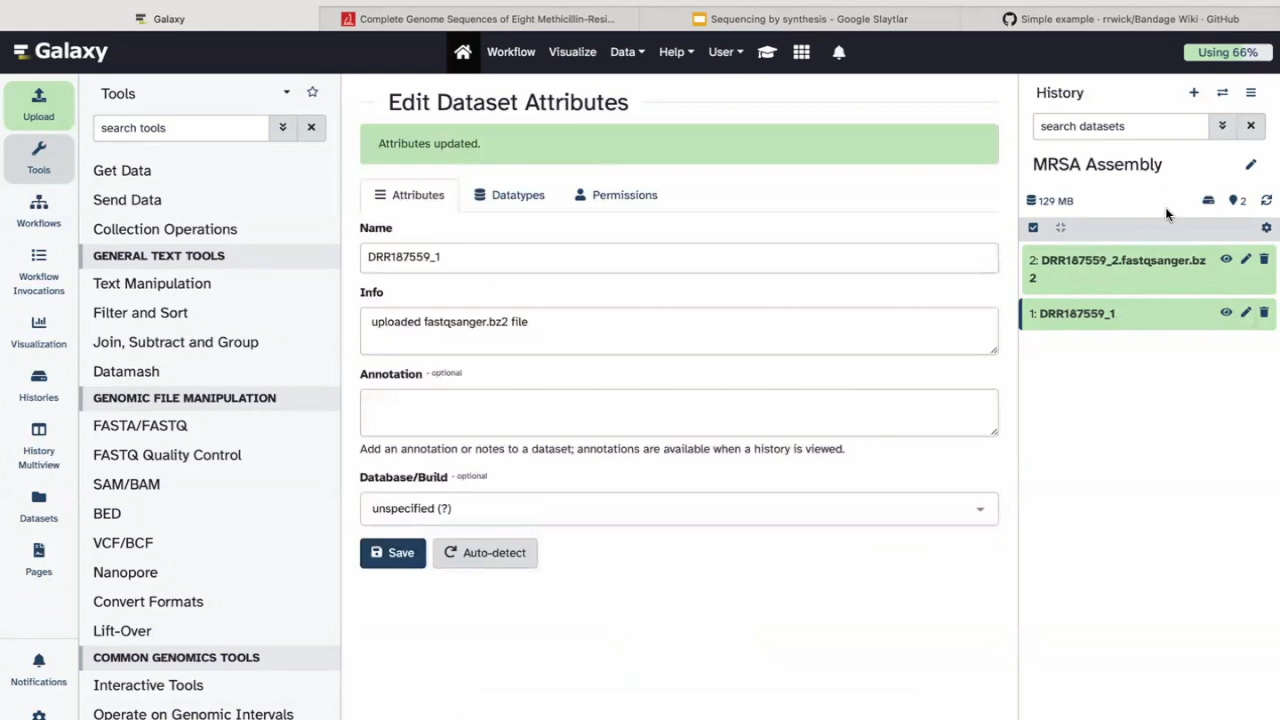 Galaxy
Complete Genome Sequences of Eight Methicillin-Resi...
Sequencing by synthesis - Google Slaytlar
Simple example · rrwick/Bandage Wiki · GitHub
Galaxy
Workflow
Visualize
Data
Help
User
Using 66%
Upload
Tools
Workflows
Workflow
Invocations
Visualization
Histories
History
Multiview
Datasets
Pages
Notifications
Tools
search tools
Get Data
Send Data
Collection Operations
GENERAL TEXT TOOLS
Text Manipulation
Filter and Sort
Join, Subtract and Group
Datamash
GENOMIC FILE MANIPULATION
FASTA/FASTQ
FASTQ Quality Control
SAM/BAM
BED
VCF/BCF
Nanopore
Convert Formats
Lift-Over
COMMON GENOMICS TOOLS
Interactive Tools
Operate on Genomic Intervals
Edit Dataset Attributes
Attributes updated.
Attributes
Datatypes
Permissions
Name
DRR187559_1
Info
uploaded fastqsanger.bz2 file
Annotation - optional
Add an annotation or notes to a dataset; annotations are available when a history is viewed.
Database/Build - optional
unspecified (?)
Save
Auto-detect
History
search datasets
MRSA Assembly
129 MB
2
2: DRR187559_2.fastqsanger.bz
2
1: DRR187559_1